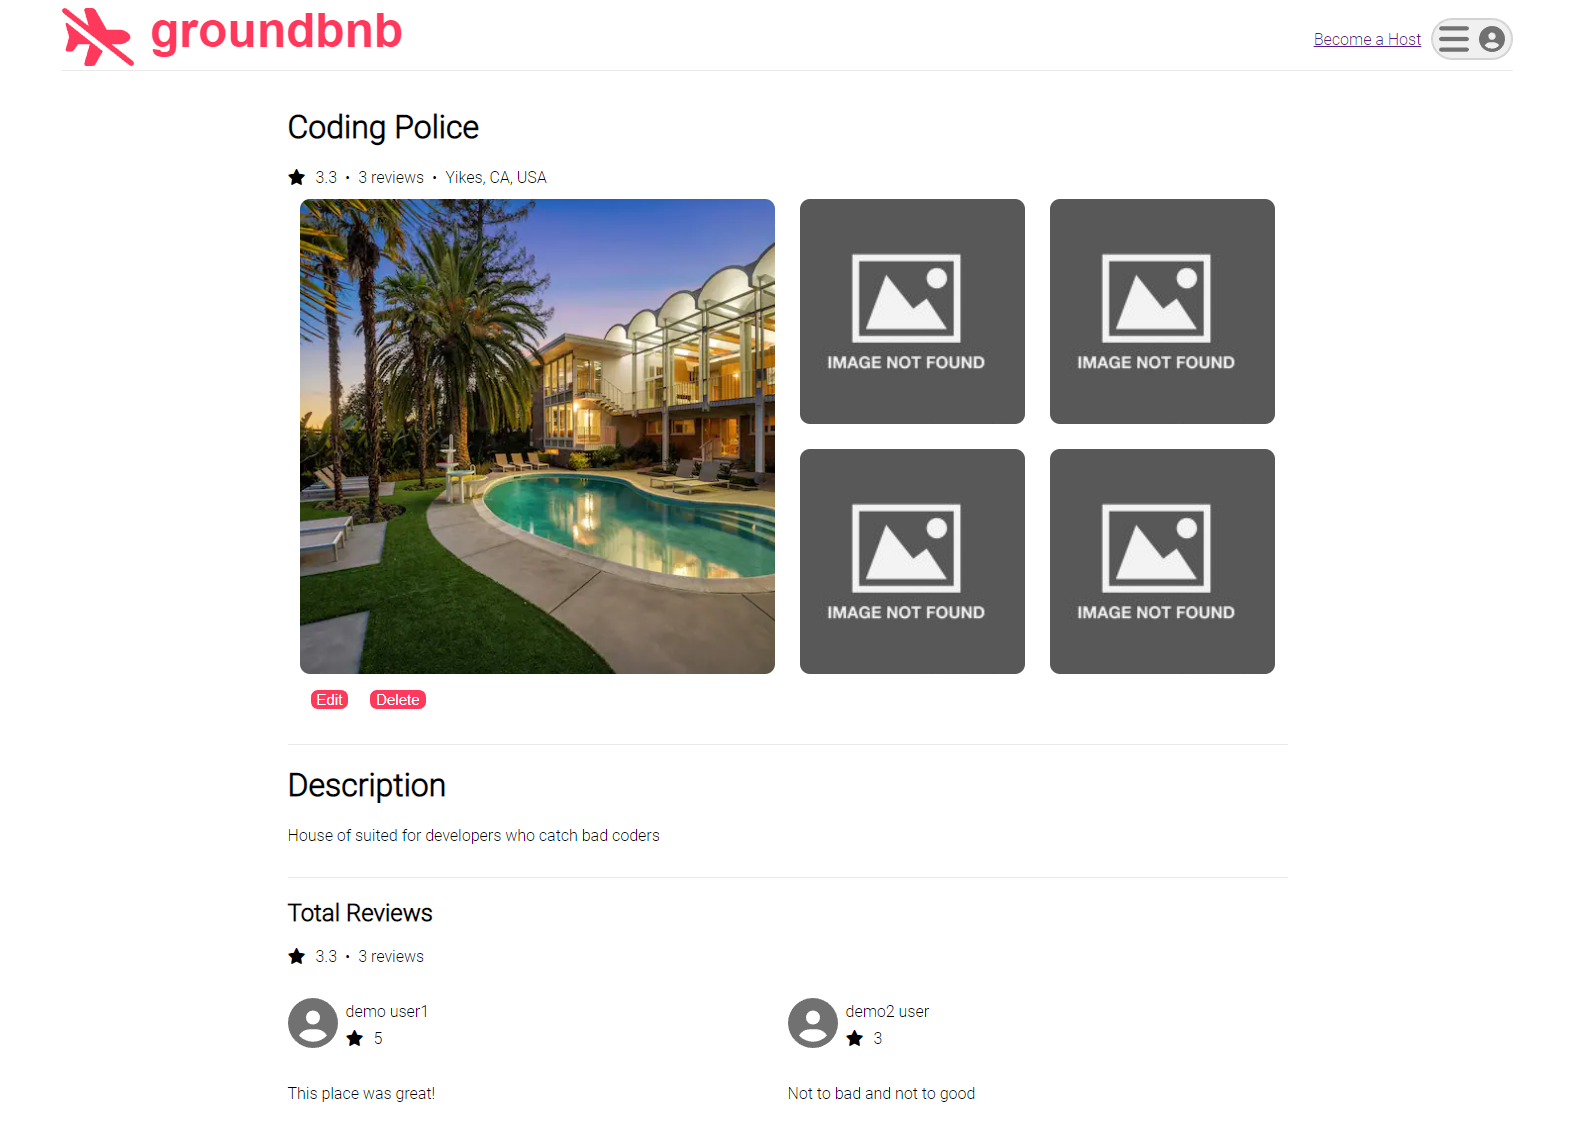 groundbnb
Become a Host
Coding Police
3.3 • 3 reviews • Yikes, CA, USA
IMAGE NOT FOUND
IMAGE NOT FOUND
IMAGE NOT FOUND
IMAGE NOT FOUND
Edit
Delete
Description
House of suited for developers who catch bad coders
Total Reviews
3.3 • 3 reviews
demo user1
5
This place was great!
demo2 user
3
Not to bad and not to good